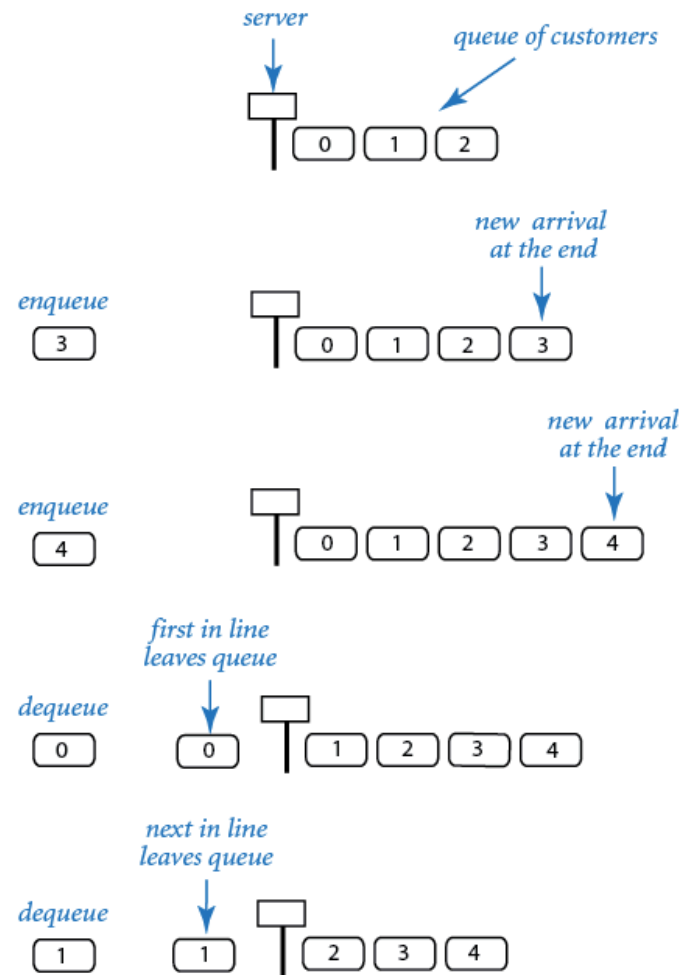 server
queue of customers
0 1 2
new arrival
at the end
enqueue
3
0 1 2 3
new arrival
at the end
enqueue
4
0 1 2 3 4
first in line
leaves queue
dequeue
0
0
1 2 3 4
next in line
leaves queue
dequeue
1
1
2 3 4